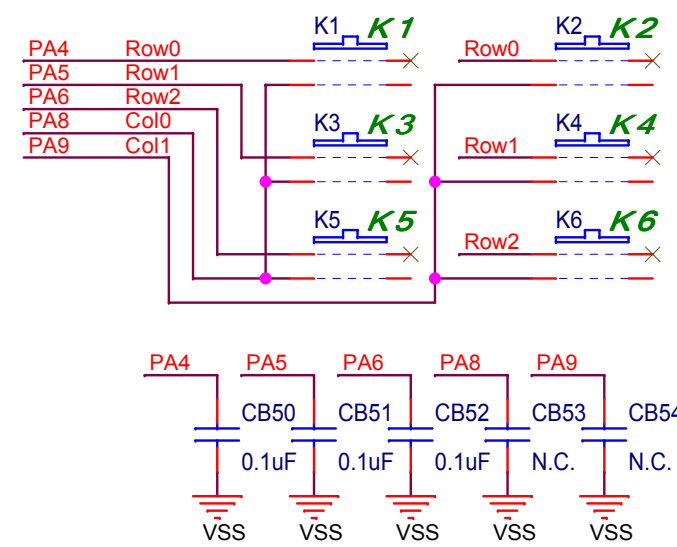 K1 K1
K2 K2
PA4 Row0
Row0
PA5 Row1
PA6 Row2
PA8 Col0
K3 K3
K4 K4
PA9 Col1
Row1
K5 K5
K6 K6
Row2
PA4 PA5 PA6 PA8 PA9
CB50 CB51 CB52 CB53 CB54
0.1uF 0.1uF 0.1uF N.C. N.C.
VSS VSS VSS VSS VSS